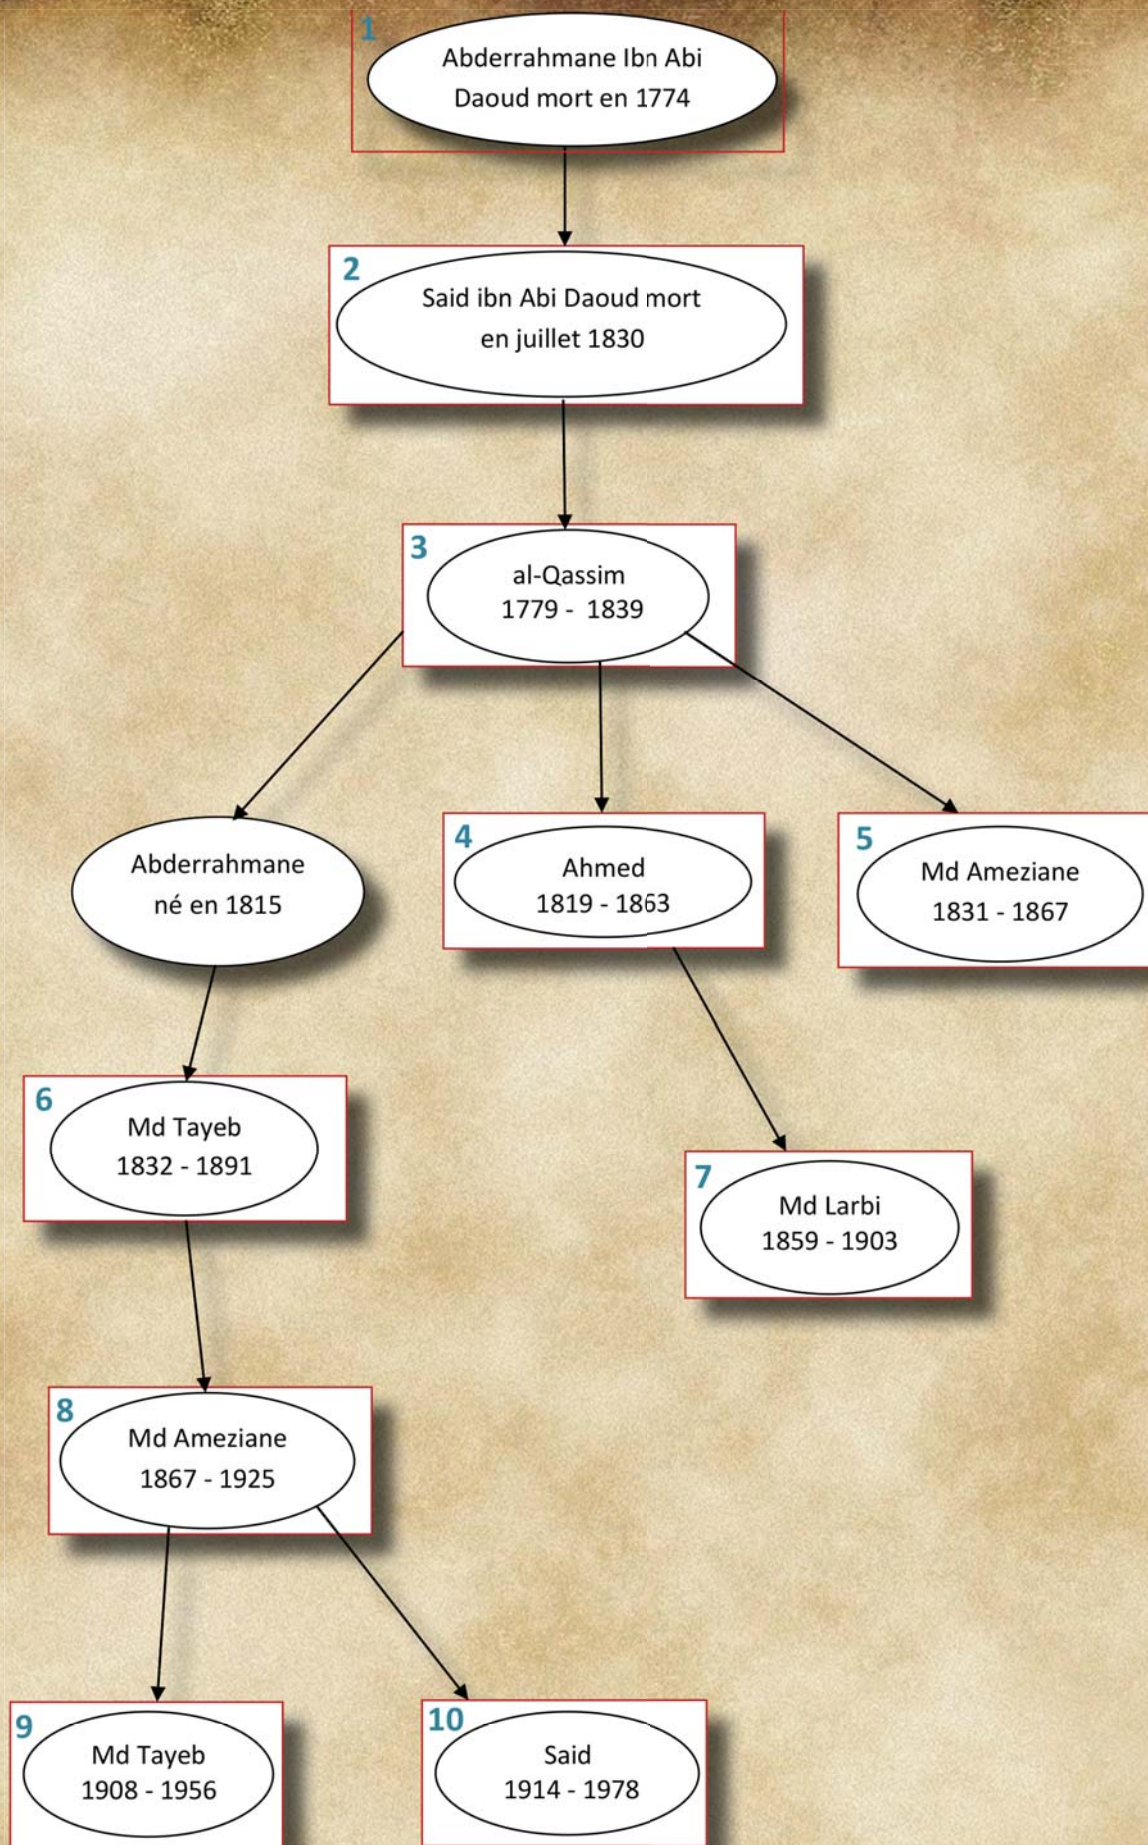 1
Abderrahmane Ibn Abi
Daoud mort en 1774
2
Said ibn Abi Daoud mort
en juillet 1830
3
al-Qassim
1779 - 1839
Abderrahmane
né en 1815
4
Ahmed
1819 - 1863
5
Md Ameziane
1831 - 1867
6
Md Tayeb
1832 - 1891
7
Md Larbi
1859 - 1903
8
Md Ameziane
1867 - 1925
9
Md Tayeb
1908 - 1956
10
Said
1914 - 1978